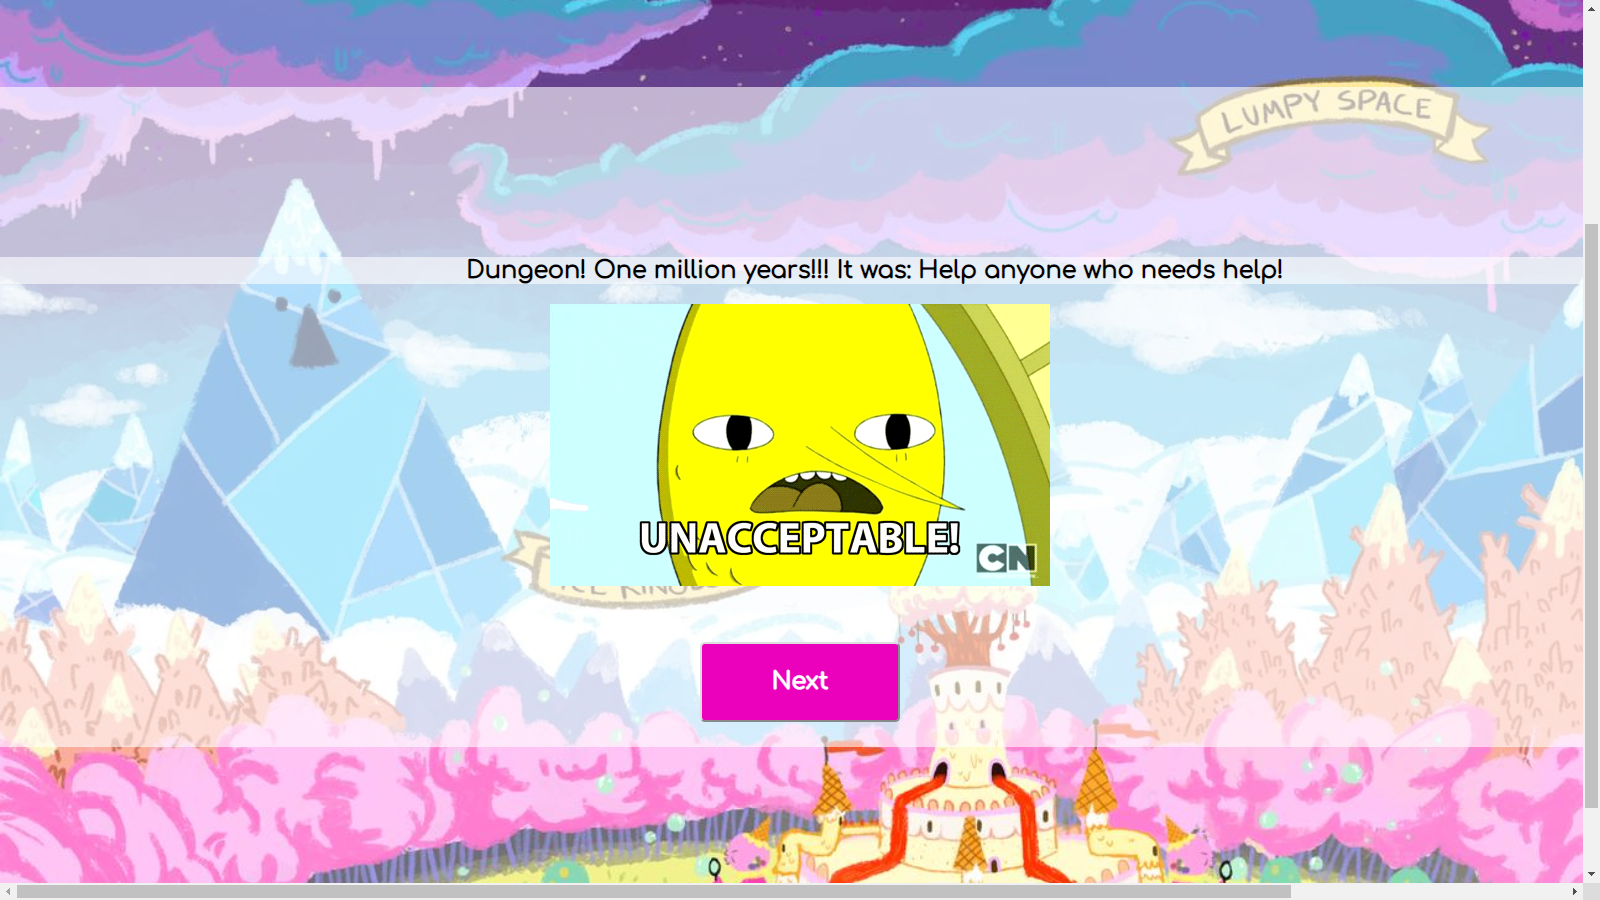 LUMPY SPACE
Dungeon! One million years!!! It was: Help anyone who needs help!
UNACCEPTABLE!
CN
Next